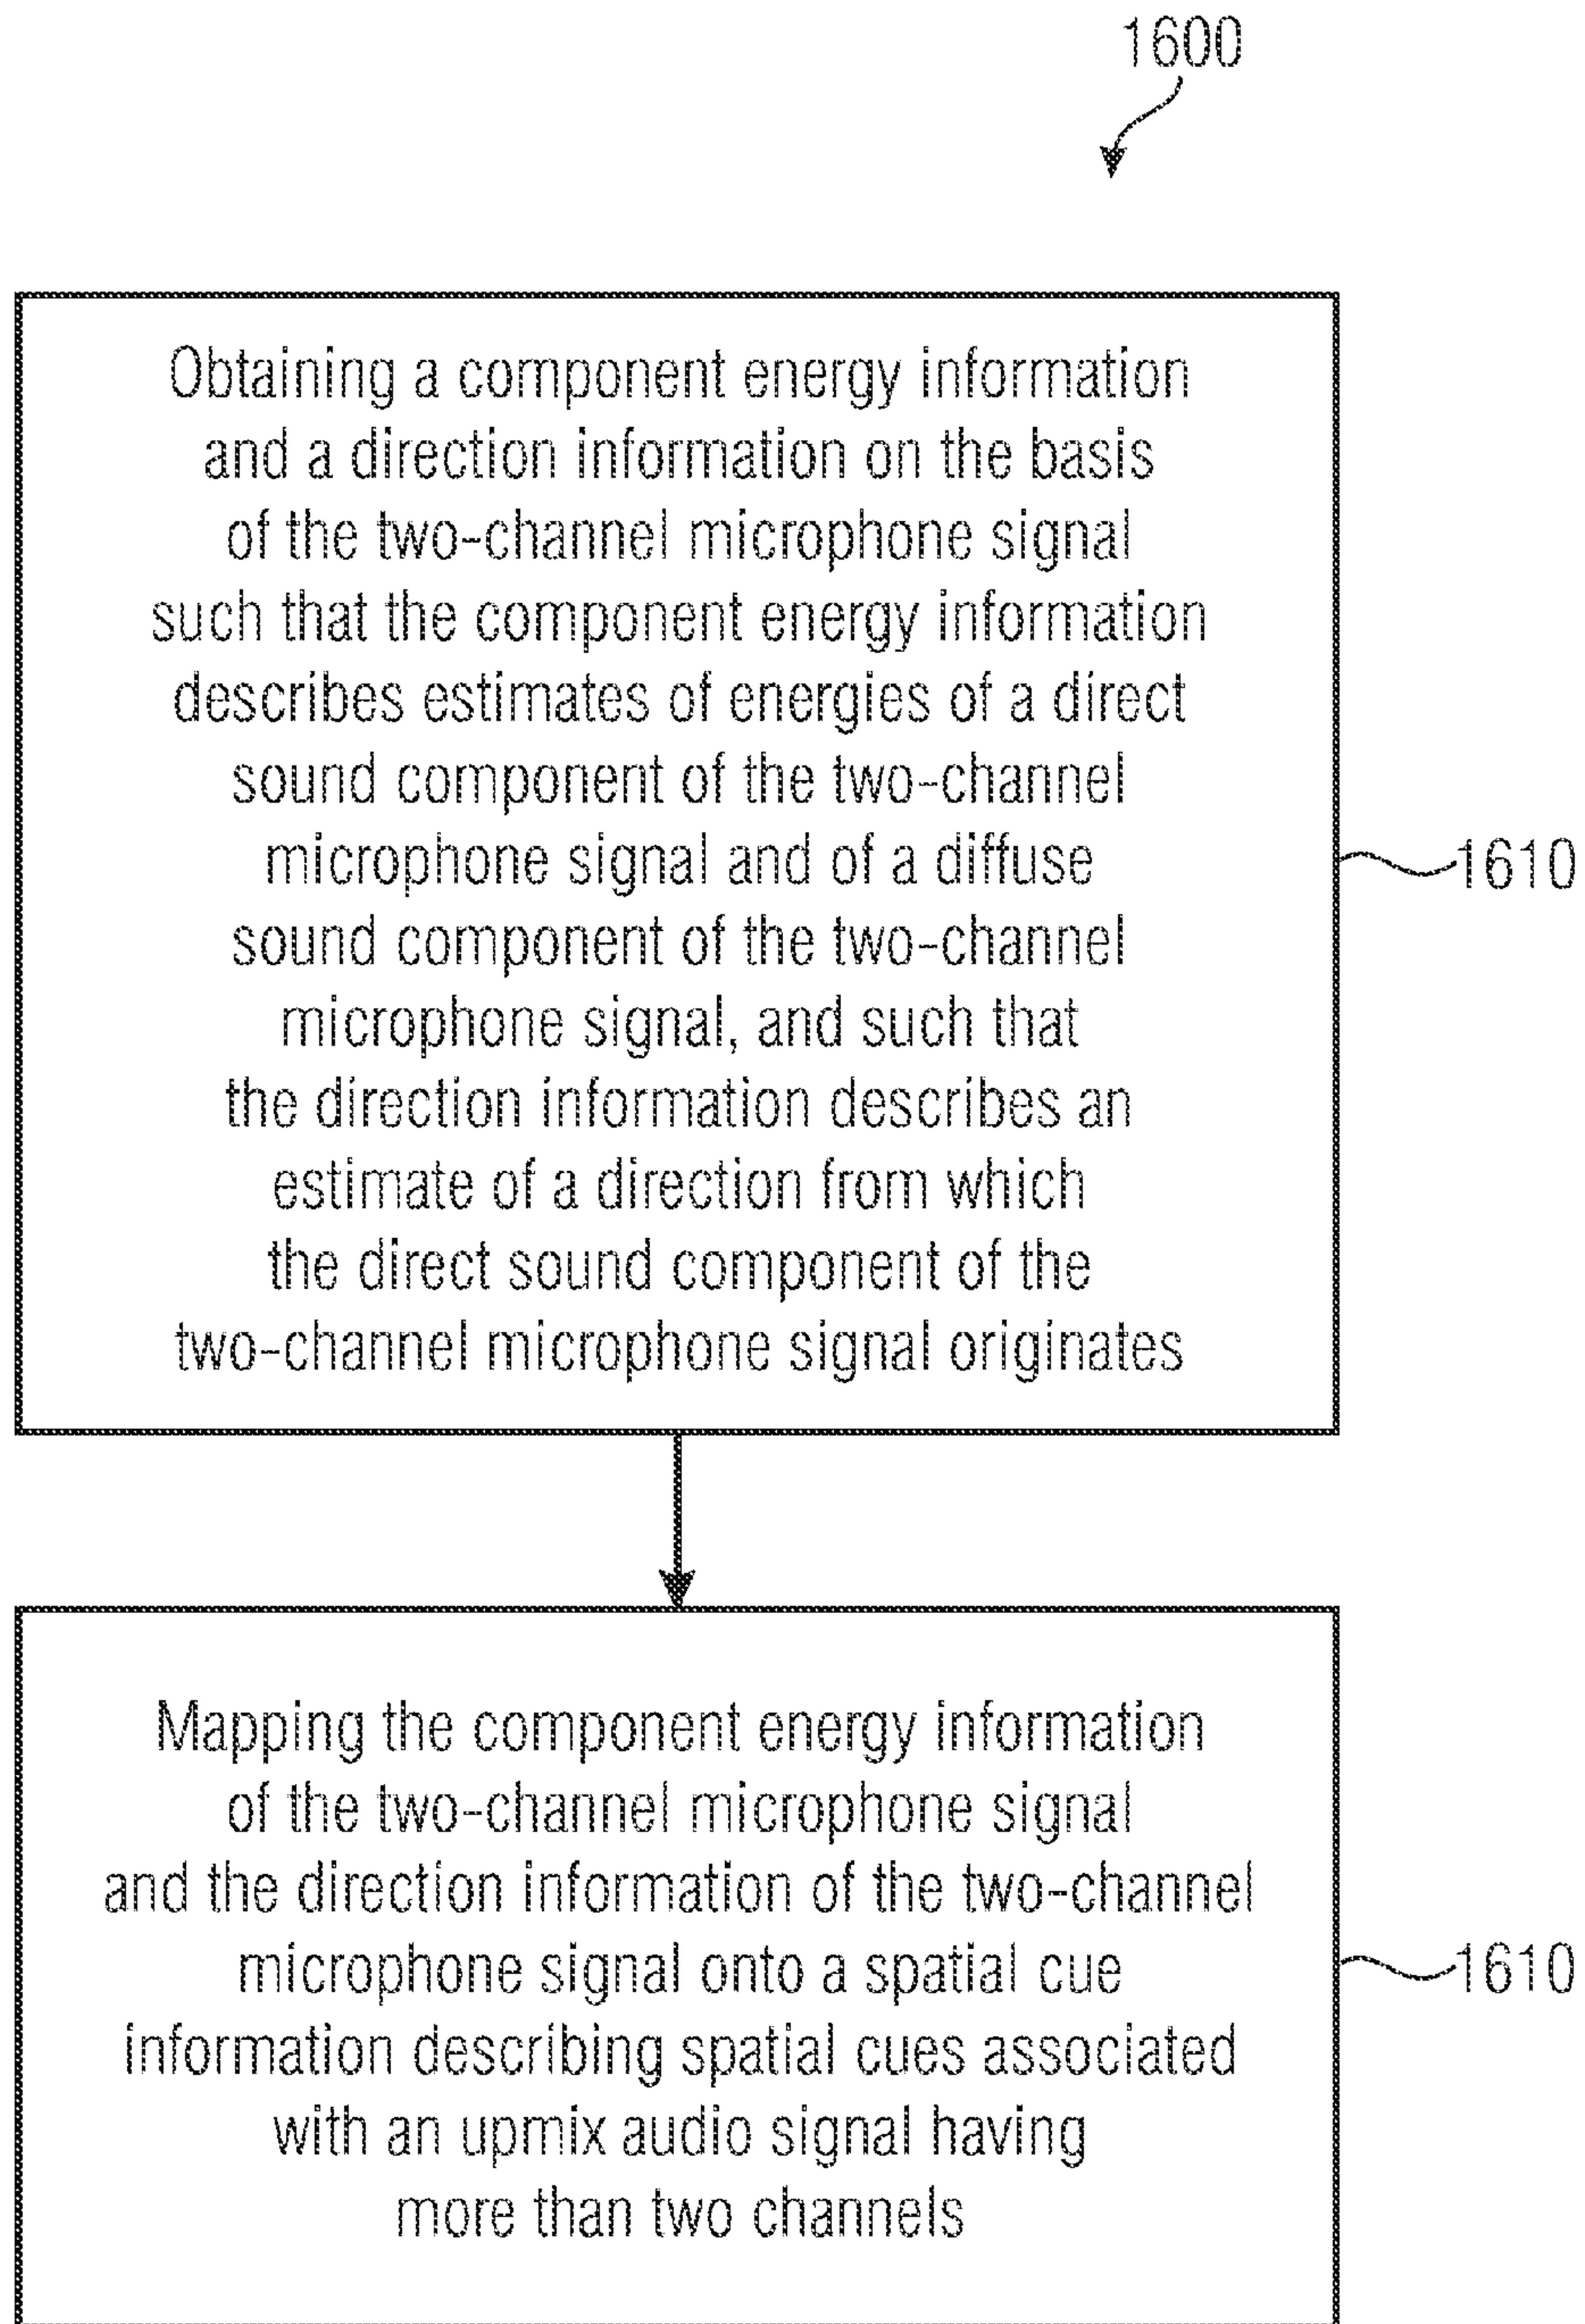 1600
Obtaining a component energy information
and a direction information on the basis
of the two-channel microphone signal
such that the component energy information
describes estimates of energies of a direct
sound component of the two-channel
microphone signal and of a diffuse
sound component of the two-channel
microphone signal, and such that
the direction information describes an
estimate of a direction from which
the direct sound component of the
two-channel microphone signal originates
1610
Mapping the component energy information
of the two-channel microphone signal
and the direction information of the two-channel
microphone signal onto a spatial cue
information describing spatial cues associated
with an upmix audio signal having
more than two channels
1610